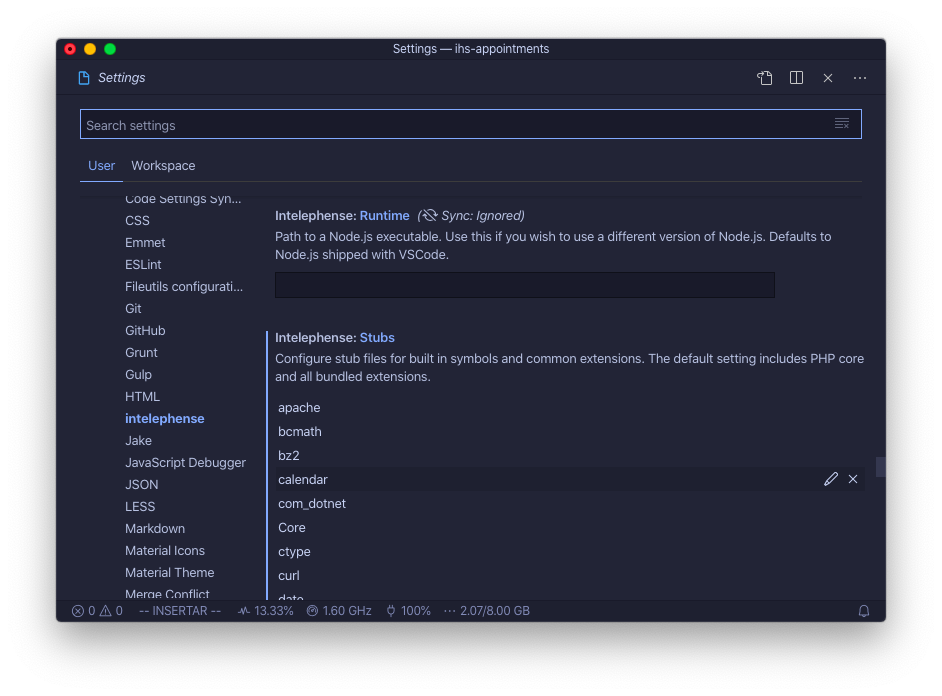 Settings — ihs-appointments
Settings
Search settings
User Workspace
Code Settings Syn...
CSS
Emmet
ESLint
Fileutils configurati...
Git
GitHub
Grunt
Gulp
HTML
intelephense
Jake
JavaScript Debugger
JSON
LESS
Markdown
Material Icons
Material Theme
Merge Conflict
Intelephense: Runtime (Sync: Ignored)
Path to a Node.js executable. Use this if you wish to use a different version of Node.js. Defaults to
Node.js shipped with VSCode.
Intelephense: Stubs
Configure stub files for built in symbols and common extensions. The default setting includes PHP core
and all bundled extensions.
apache
bcmath
bz2
calendar
com_dotnet
Core
ctype
curl
date
0 0 -- INSERTAR -- 13.33% 1.60 GHz 100% ··· 2.07/8.00 GB